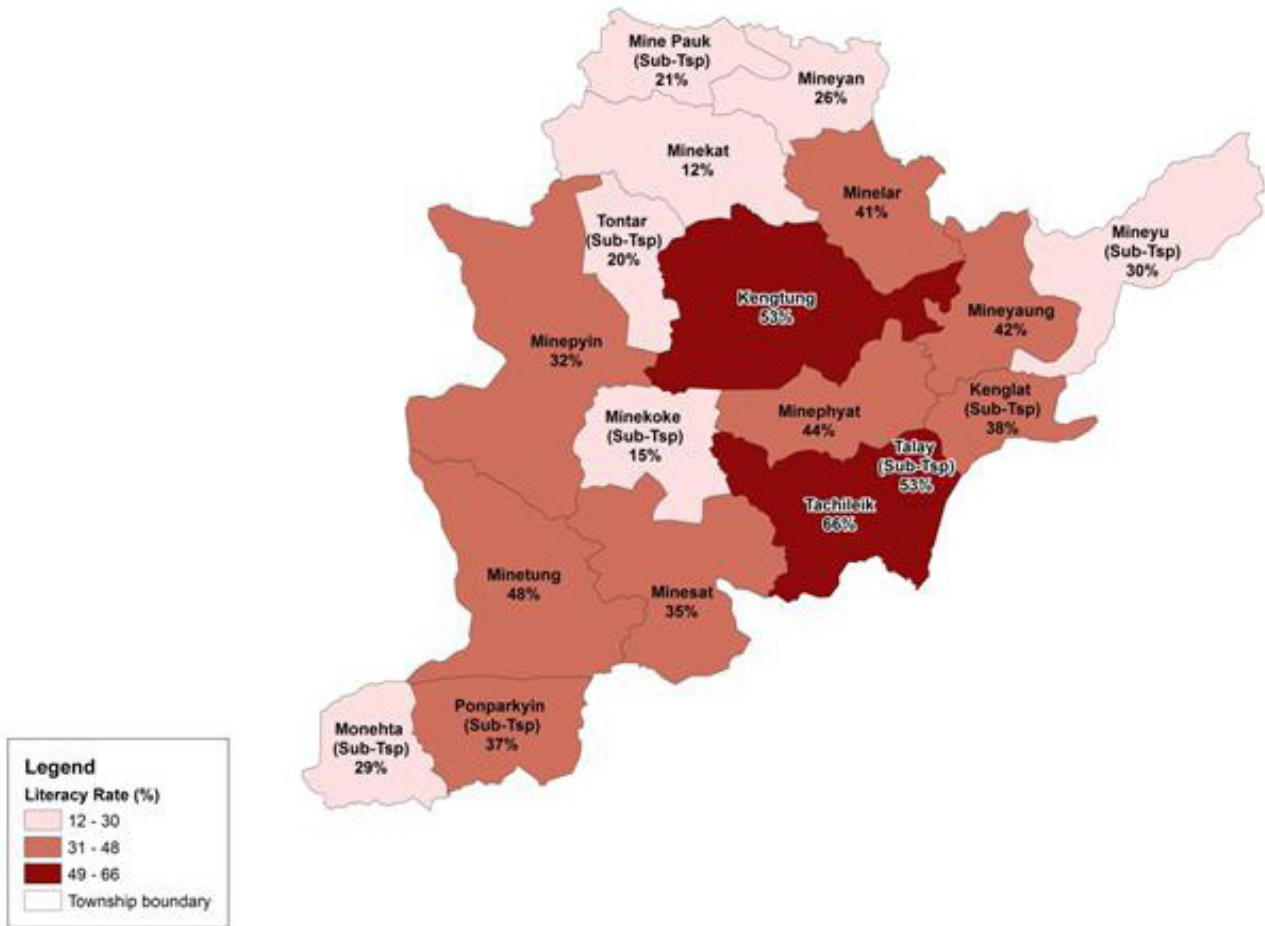 Mine Pauk
(Sub-Tsp)
21%
Mineyan
26%
Minekat
12%
Minelar
41%
Tontar
(Sub-Tsp)
20%
Mineyu
(Sub-Tsp)
30%
Kengtung
53%
Mineyaung
42%
Minepyin
32%
Kenglat
(Sub-Tsp)
38%
Minekoke
(Sub-Tsp)
15%
Minephyat
44%
Talay
(Sub-Tsp)
53%
Tachileik
66%
Minetung
48%
Minesat
35%
Ponparkyin
(Sub-Tsp)
37%
Monehta
(Sub-Tsp)
29%
Legend
Literacy Rate (%)
12 - 30
31 - 48
49 - 66
Township boundary